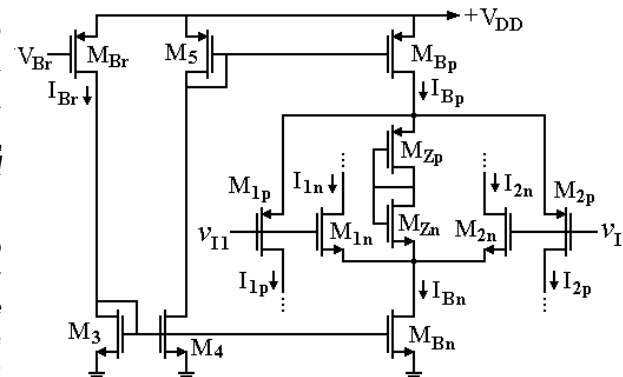 +V_DD
V_Br
M_Br
M_5
M_Bp
I_Br
I_Bp
M_Zp
M_1p
I_1n
I_2n
M_2p
v_I1
M_1n
M_Zn
M_2n
v_I
I_1p
I_Bn
I_2p
M_3
M_4
M_Bn